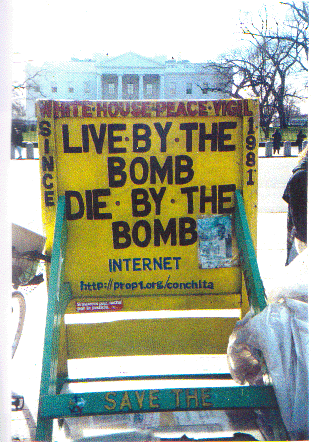 WHITE·HOUSE·PEACE·VIGIL
SINCE
1981
LIVE·BY·THE
BOMB
DIE·BY·THE
BOMB
INTERNET
http://prop1.org/conchita
SAVE THE